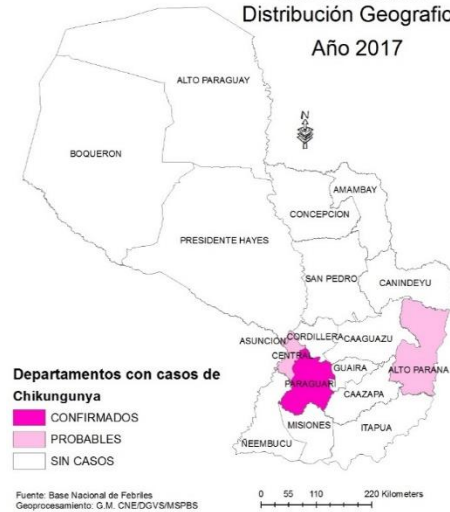 Distribución Geografic
Año 2017
ALTO PARAGUAY
N
BOQUERON
AMAMBAY
CONCEPCION
PRESIDENTE HAYES
SAN PEDRO
CANINDEYU
ASUNCION
CORDILLERA
CAAGUAZU
CENTRAL
GUAIRA
ALTO PARANA
PARAGUARI
CAAZAPA
MISIONES
ITAPUA
ÑEEMBUCU
Departamentos con casos de
Chikungunya
CONFIRMADOS
PROBABLES
SIN CASOS
Fuente: Base Nacional de Febriles
Geoprocesamiento: G.M. CNE/DGVS/MSPBS
0 55 110 220 Kilometers